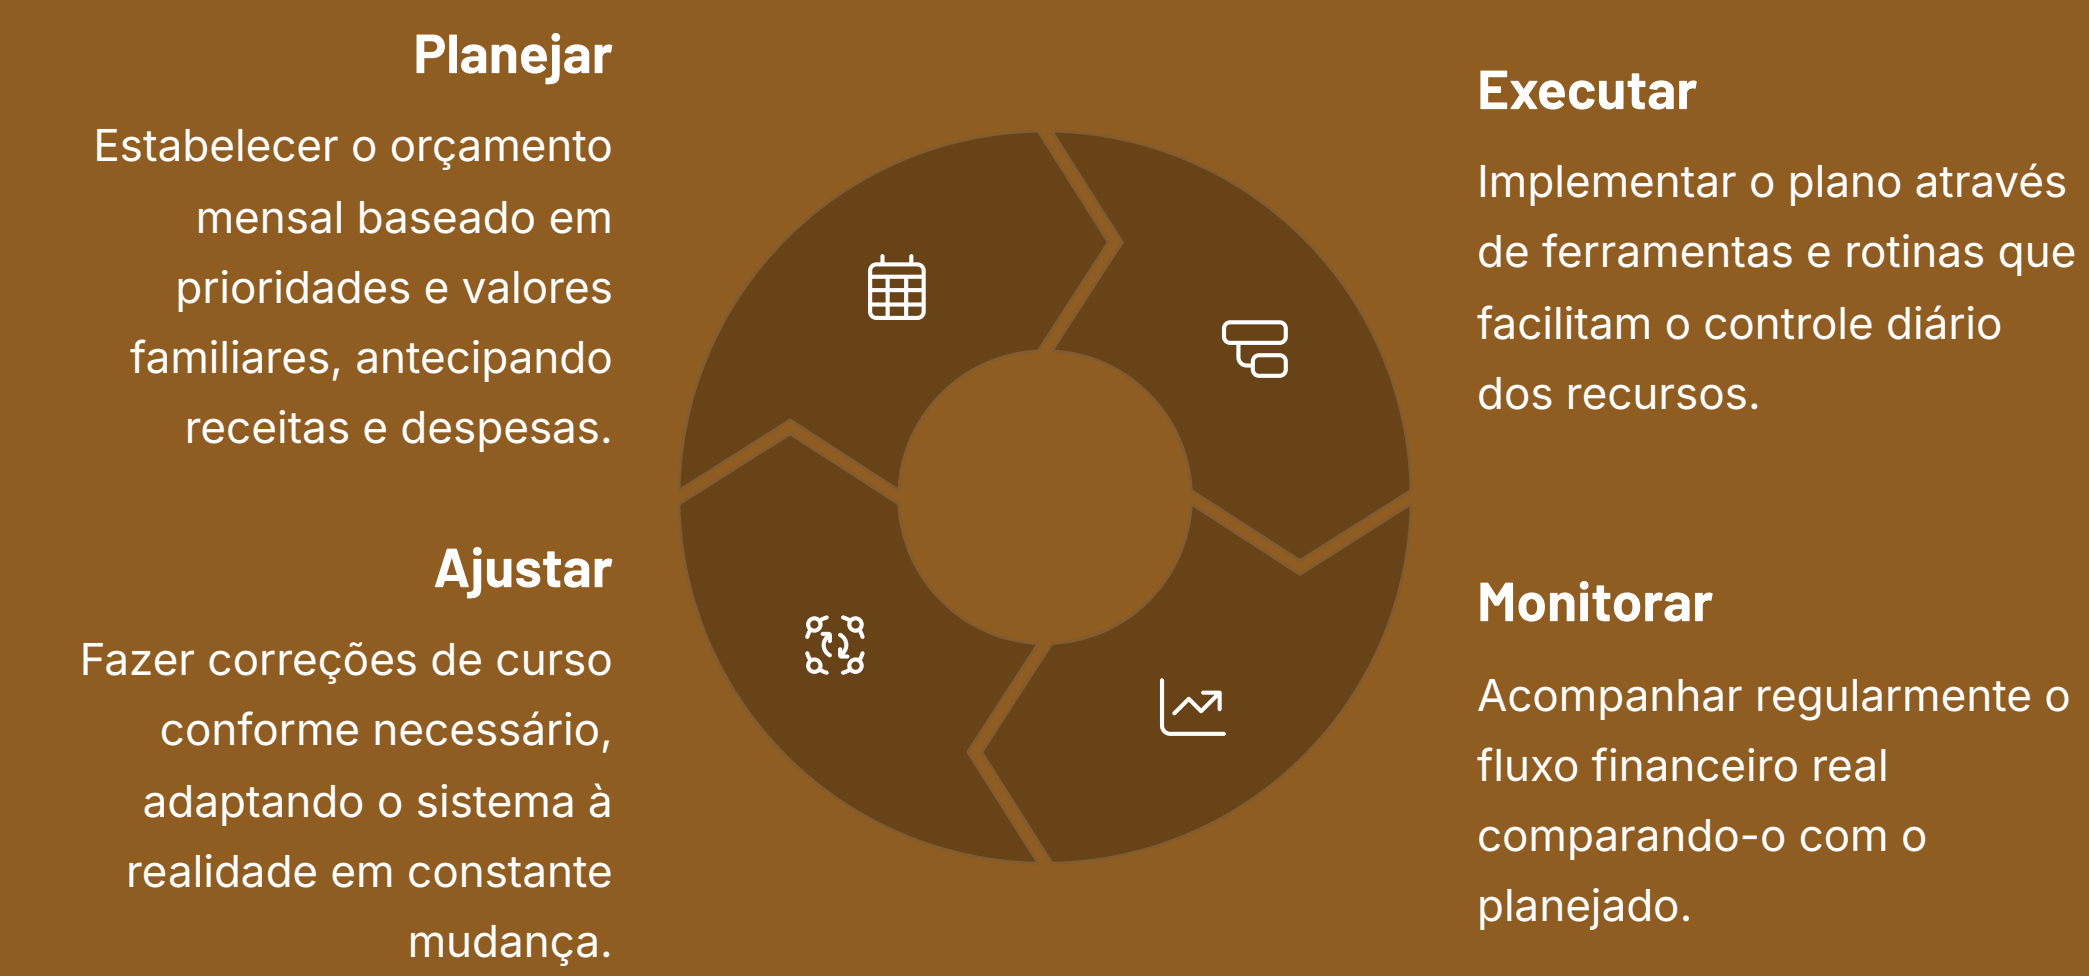 Planejar
Estabelecer o orçamento
mensal baseado em
prioridades e valores
familiares, antecipando
receitas e despesas.
Executar
Implementar o plano através
de ferramentas e rotinas que
facilitam o controle diário
dos recursos.
Ajustar
Fazer correções de curso
conforme necessário,
adaptando o sistema à
realidade em constante
mudança.
Monitorar
Acompanhar regularmente o
fluxo financeiro real
comparando-o com o
planejado.